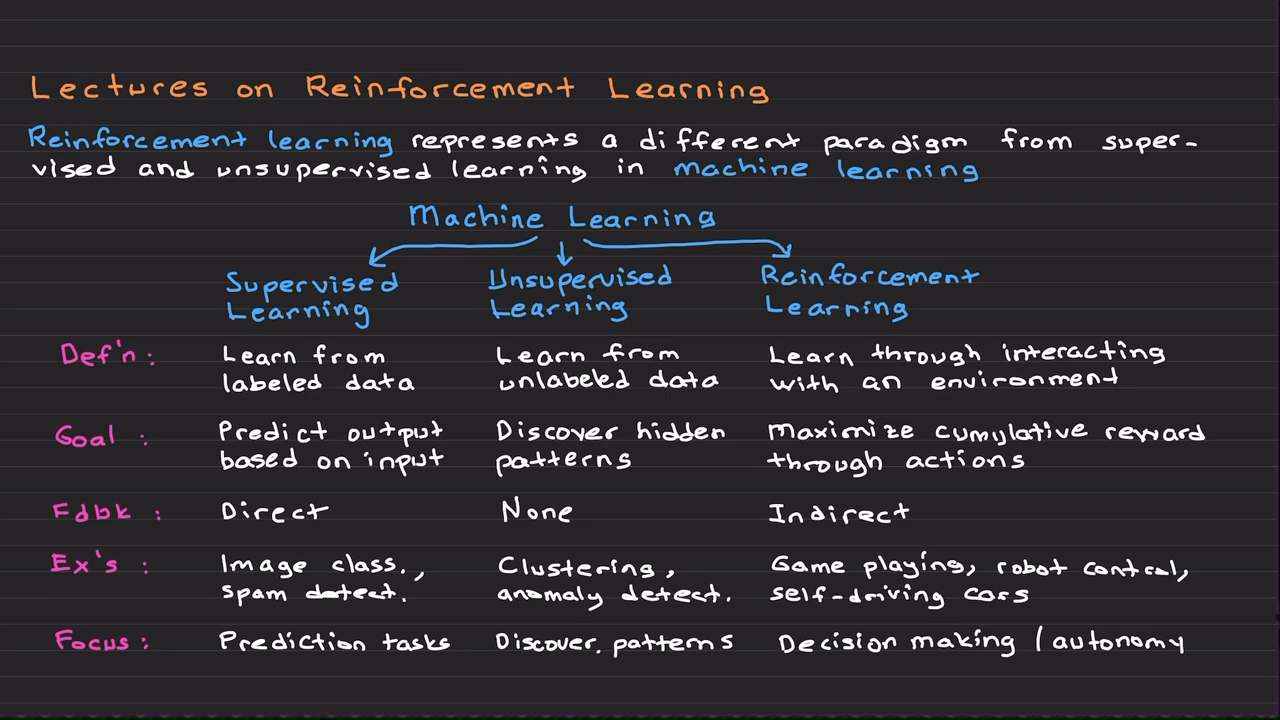 Lectures on Reinforcement Learning
Reinforcement learning represents a different paradigm from super-
vised and unsupervised learning in machine learning
Machine Learning
Supervised Learning Unsupervised Learning Reinforcement Learning
Def'n: Learn from labeled data Learn from unlabeled data Learn through interacting with an environment
Goal: Predict output based on input Discover hidden patterns Maximize cumulative reward through actions
Fdbk: Direct None Indirect
Ex's: Image class., spam detect. Clustering, anomaly detect. Game playing, robot control, self-driving cars
Focus: Prediction tasks Discover. patterns Decision making / autonomy